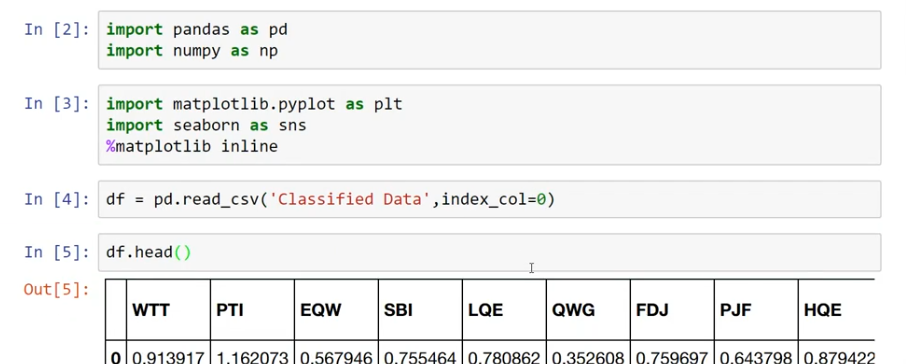 In [2]: import pandas as pd
import numpy as np
In [3]: import matplotlib.pyplot as plt
import seaborn as sns
%matplotlib inline
In [4]: df = pd.read_csv('Classified Data',index_col=0)
In [5]: df.head()
Out[5]:
WTT PTI EQW SBI LQE QWG FDJ PJF HQE
0 0.913917 1.162073 0.567946 0.755464 0.780862 0.352608 0.759697 0.643798 0.879422